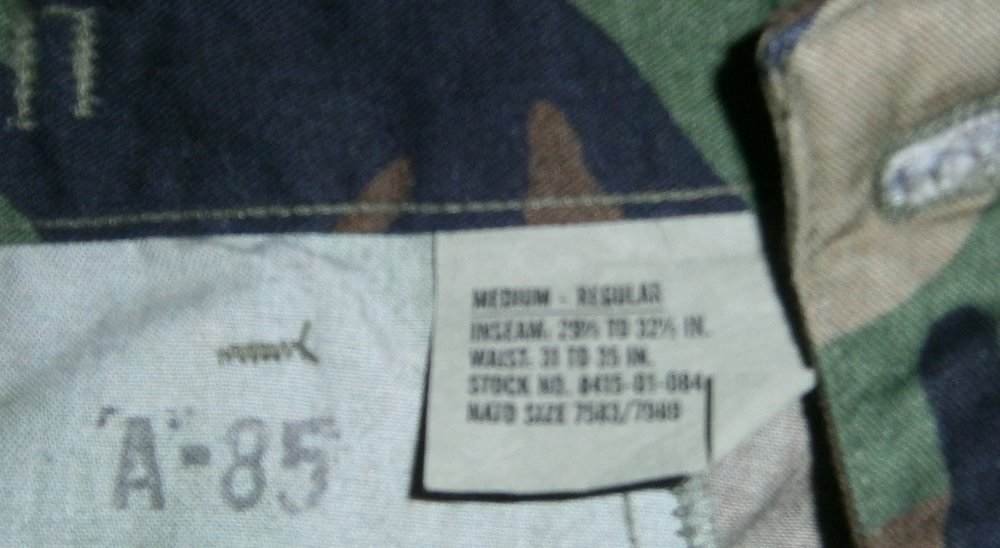 MEDIUM - REGULAR
INSEAM: 29½ TO 32½ IN.
WAIST: 31 TO 35 IN.
STOCK NO. 8415-01-084
NATO SIZE 7583/7989
"A"-85